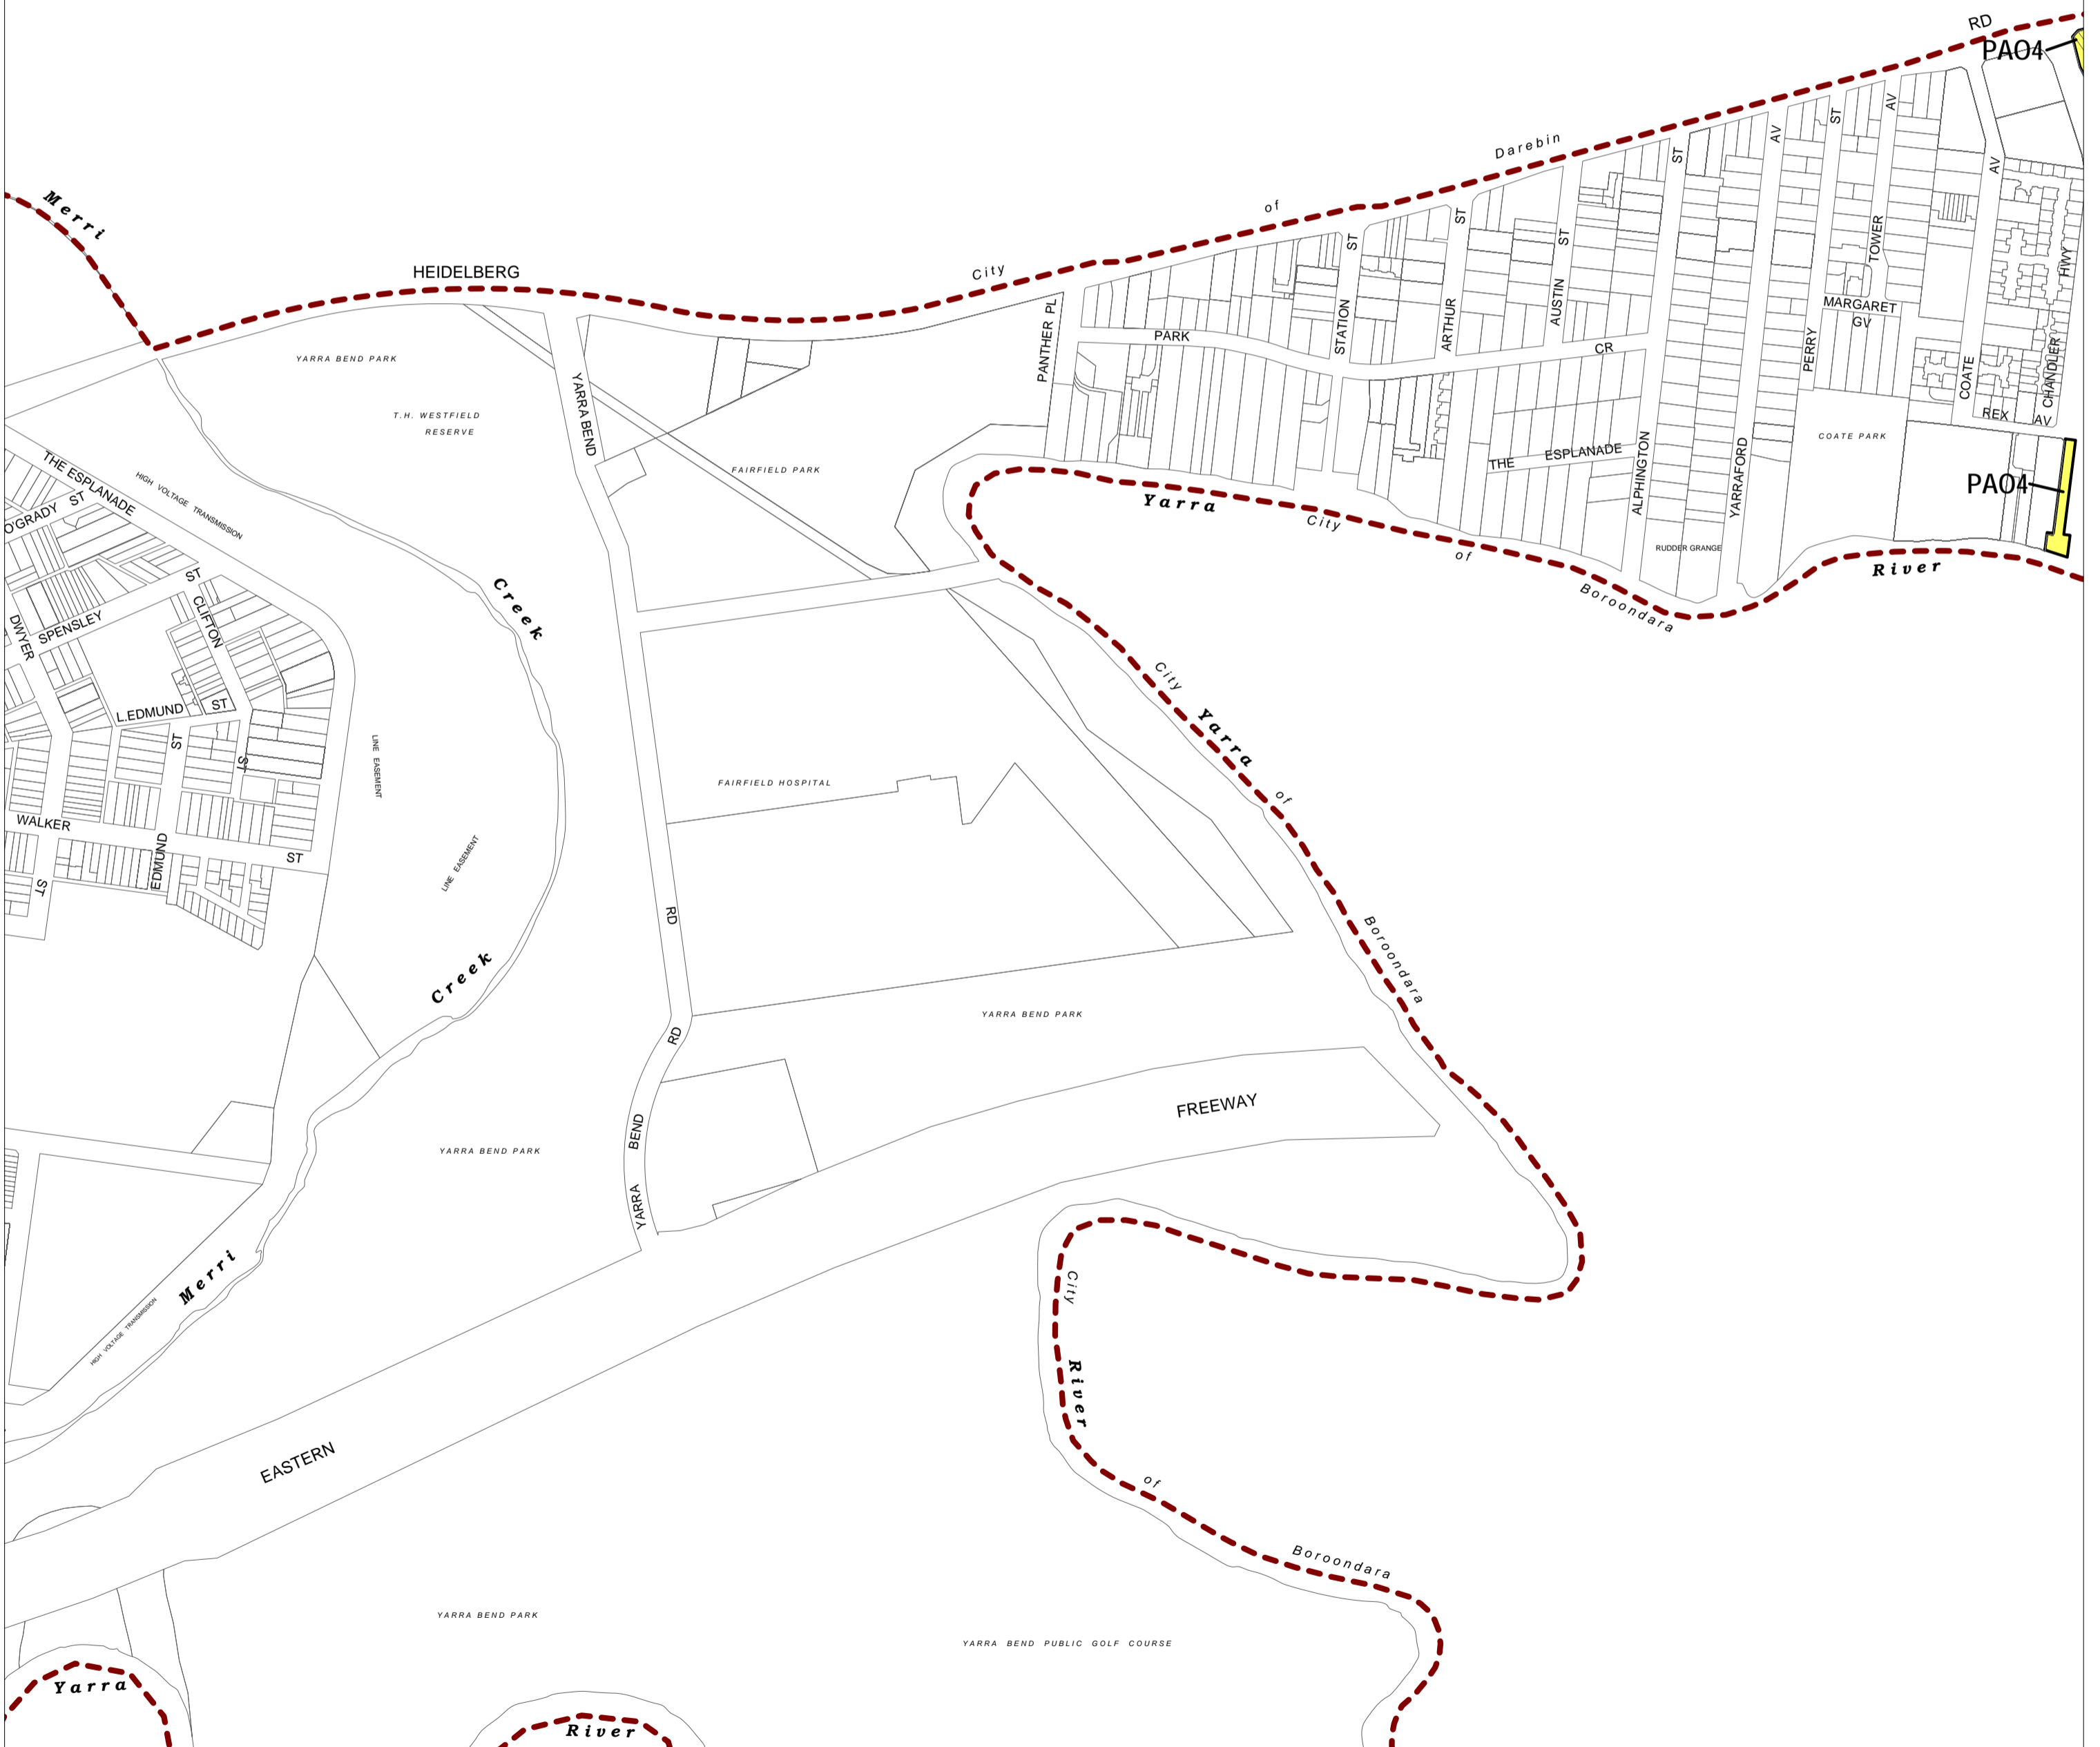 RD
PAO4
Merri
HEIDELBERG
City
of
Darebin
ST
AV
ST
AV
AV
ST
ST
ST
ST
TOWER
HWY
MARGARET
GV
PANTHER PL
PARK
STATION
ARTHUR
AUSTIN
CR
PERRY
COATE
CHANDLER
REX AV
YARRA BEND PARK
T.H. WESTFIELD
RESERVE
YARRA BEND
FAIRFIELD PARK
COATE PARK
THE ESPLANADE
ALPHINGTON
YARRAFORD
PAO4
THE ESPLANADE
HIGH VOLTAGE TRANSMISSION
O'GRADY ST
Yarra
City
of
Boroondara
RUDDER GRANGE
River
ST
CLIFTON
SPENSLEY
DWYER
Creek
L.EDMUND ST
ST
ST
LINE EASEMENT
City
Yarra
of
Boroondara
FAIRFIELD HOSPITAL
WALKER
ST
EDMUND
ST
LINE EASEMENT
RD
Creek
YARRA BEND PARK
RD
FREEWAY
BEND
YARRA
YARRA BEND PARK
Merri
HIGH VOLTAGE TRANSMISSION
City
River
of
Boroondara
EASTERN
YARRA BEND PARK
YARRA BEND PUBLIC GOLF COURSE
Yarra
River